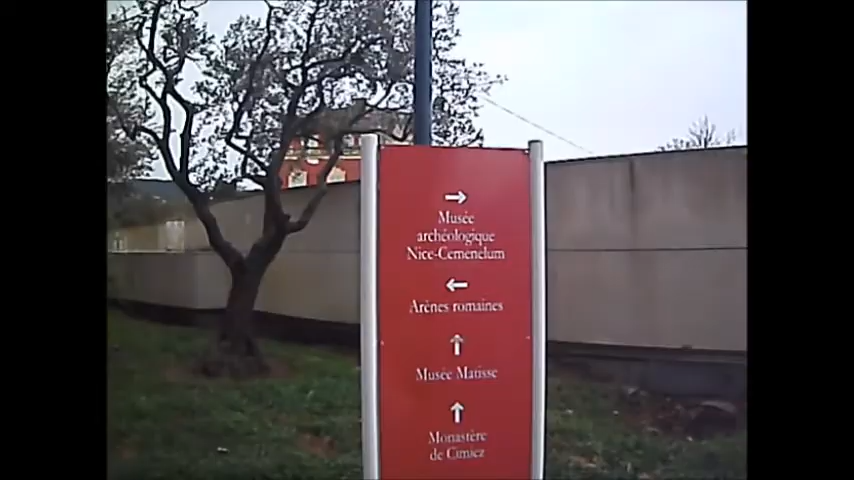 Musée
archéologique
Nice-Cemenelum
Arènes romaines
Musée Matisse
Monastère
de Cimiez